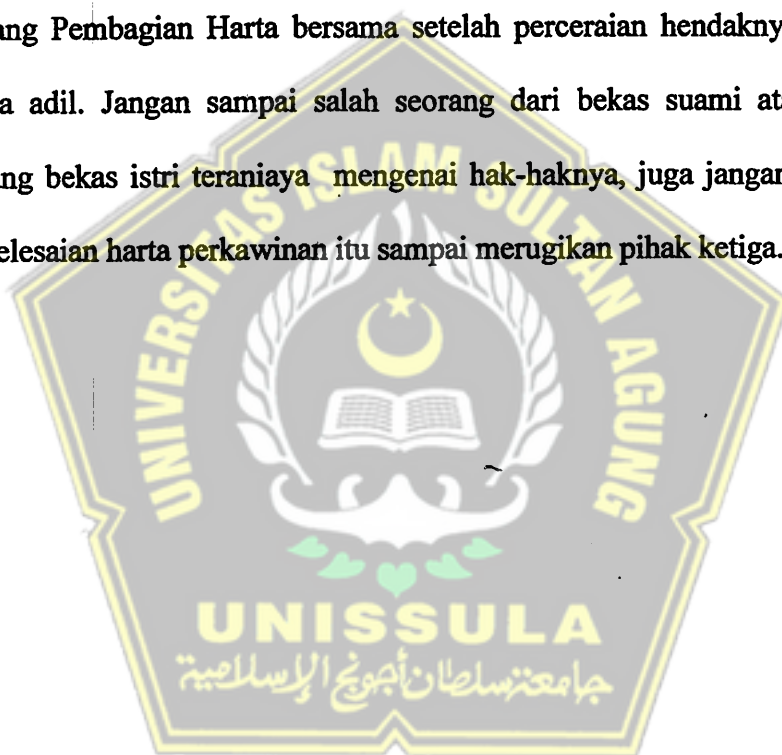 ang Pembagian Harta bersama setelah perceraian hendakny
a adil. Jangan sampai salah seorang dari bekas suami at
ng bekas istri teraniaya mengenai hak-haknya, juga jangan
elesaian harta perkawinan itu sampai merugikan pihak ketiga.
UNIVERSITAS ISLAM SULTAN AGUNG
UNISSULA
جامعة سلطان أجونج الإسلامية